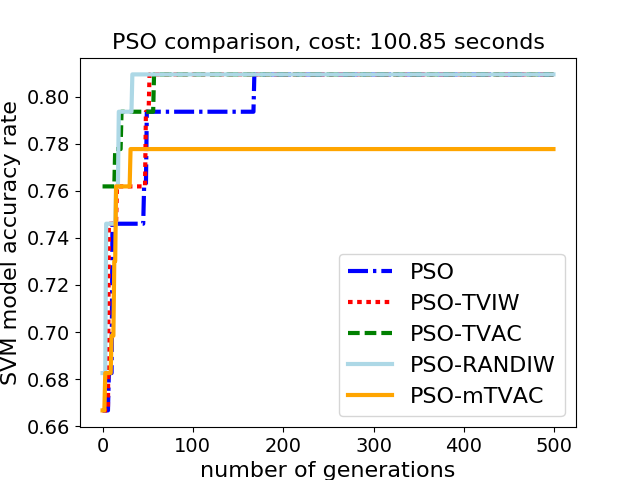 PSO comparison, cost: 100.85 seconds
SVM model accuracy rate
0.80
0.78
0.76
0.74
0.72
0.70
0.68
0.66
PSO
PSO-TVIW
PSO-TVAC
PSO-RANDIW
PSO-mTVAC
0 100 200 300 400 500
number of generations